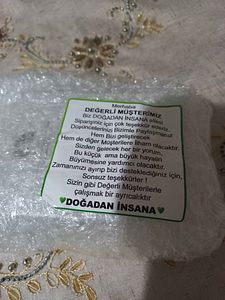 Merhaba
DEĞERLİ MÜŞTERİMİZ
Biz DOĞADAN İNSANA ailesi
Siparişiniz için çok teşekkür ederiz
Düşüncelerinizi Bizimle Paylaşmanız
Hem Bizi geliştirecek
Hem de diğer Müşterilere İlham olacaktır.
Sizden gelecek her bir yorum,
Bu küçük ama büyük hayalin
Büyümesine yardımcı olacaktır.
Zamanınızı ayırıp bizi desteklediğiniz için,
Sonsuz teşekkürler !
Sizin gibi Değerli Müşterilerle
çalışmak bir ayrıcalıktır
💚DOĞADAN İNSANA💚